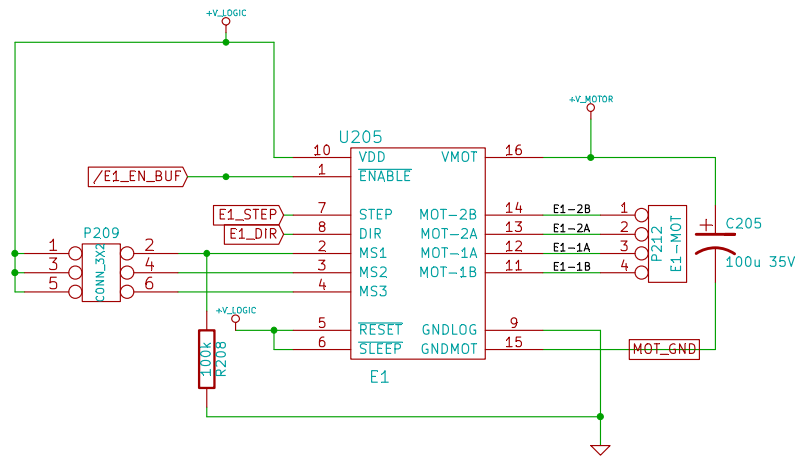 +V_LOGIC
+V_MOTOR
U205
10 VDD VMOT 16
/E1_EN_BUF 1 ENABLE
E1_STEP 7 STEP MOT-2B 14 E1-2B 1
E1_DIR 8 DIR MOT-2A 13 E1-2A 2
P209
1 2 2 MS1 MOT-1A 12 E1-1A 3
3 4 3 MS2 MOT-1B 11 E1-1B 4
5 6 4 MS3
CONN_3X2
P212
E1-MOT
+ C205
100u 35V
+V_LOGIC
5 RESET GNDLOG 9
6 SLEEP GNDMOT 15 MOT_GND
100k
R208
E1